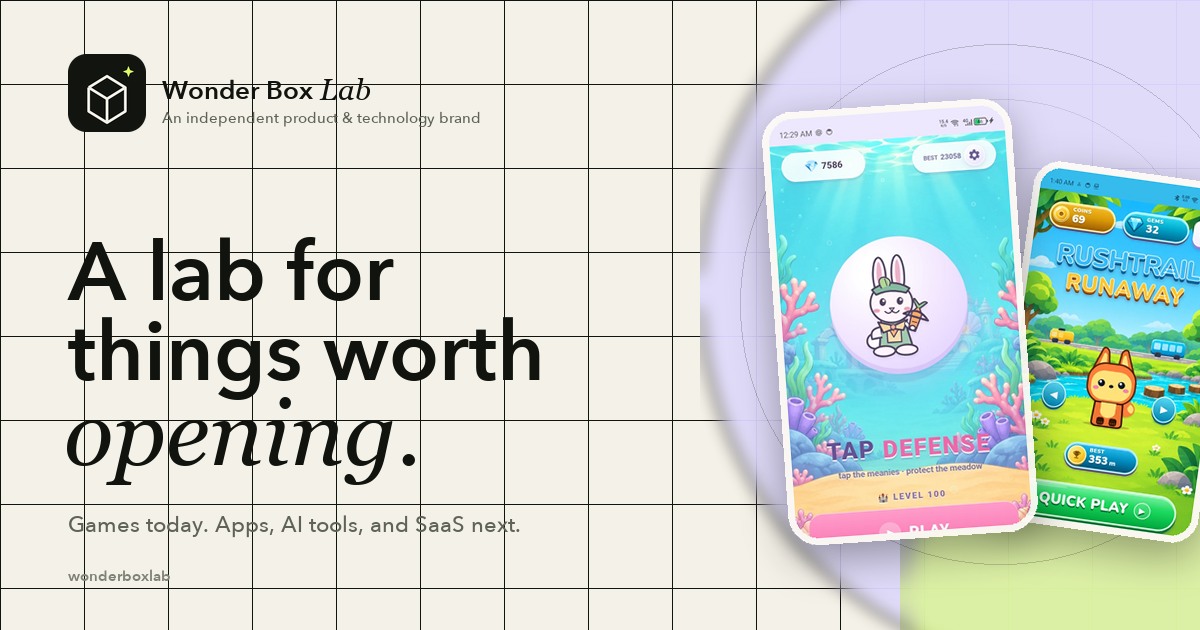 Wonder Box Lab
An independent product & technology brand
A lab for
things worth
opening.
Games today. Apps, AI tools, and SaaS next.
wonderboxlab
12:29 AM
7586
BEST 23058
TAP DEFENSE
tap the meanies · protect the meadow
LEVEL 100
PLAY
1:40 AM
COINS
69
GEMS
32
RUSHTRAIL
RUNAWAY
BEST
353 m
QUICK PLAY